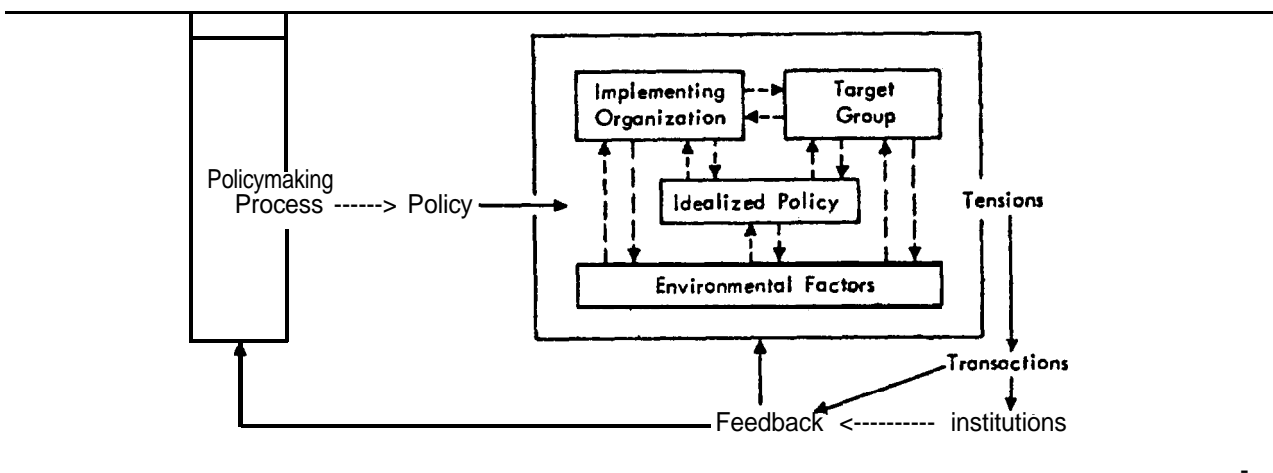 Implementing
Organization
Target
Group
Policymaking
Process ------> Policy
Idealized Policy
Tensions
Environmental Factors
Transactions
Feedback <---------- institutions